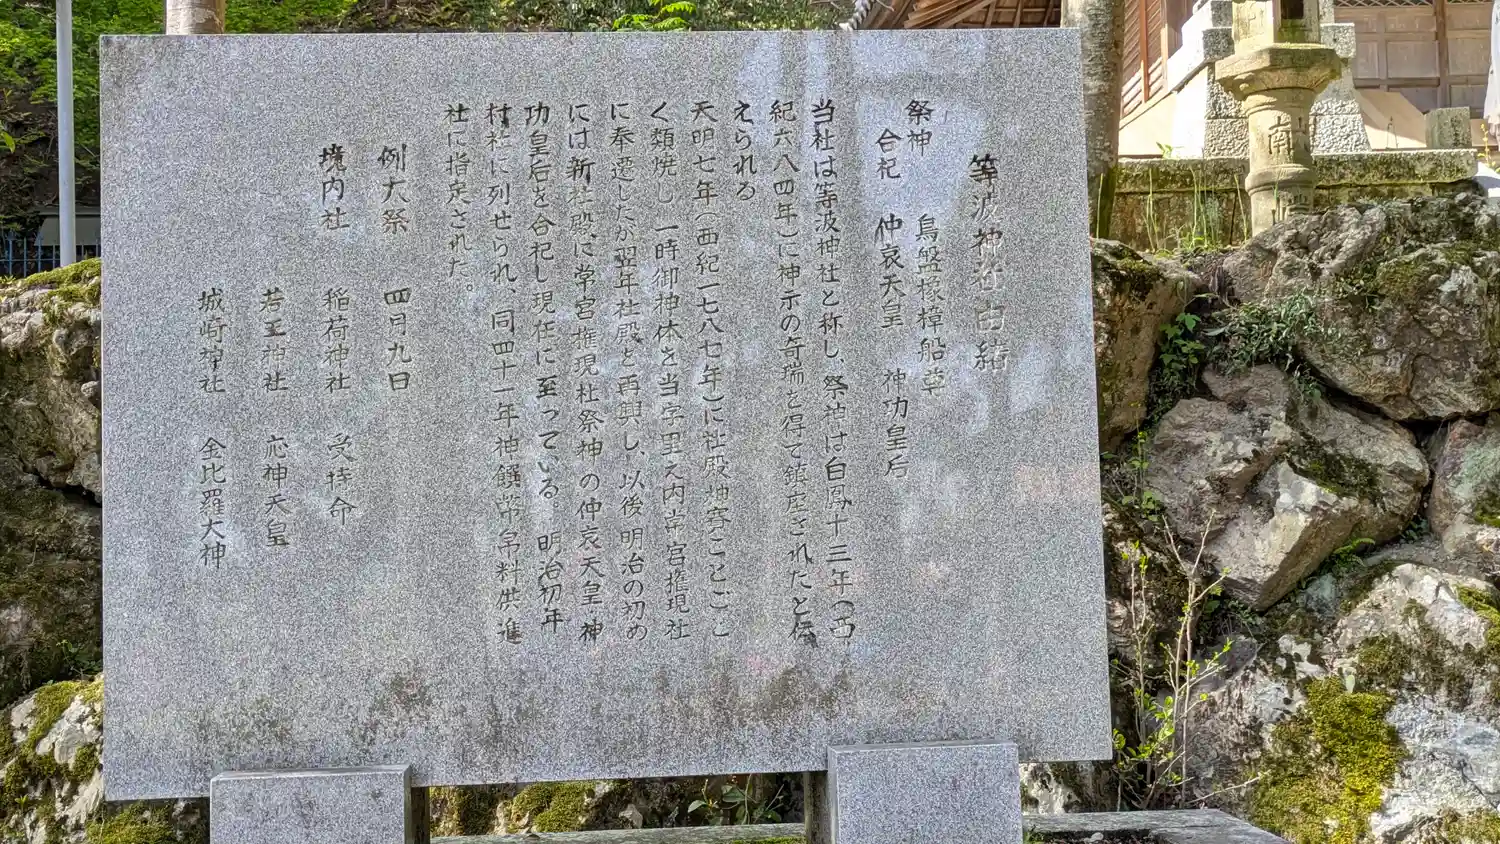 等波神社由緒
祭神 鳥盤櫲樟船尊
合祀 仲哀天皇 神功皇后
当社は等波神社と称し、祭神は白鳳十三年(西
紀六八四年)に神示の奇瑞を得て鎮座されたと伝
えられる
天明七年(西紀一七八七年)に社殿地客ことごと
く類焼し、一時御神体を当字里之内常宮権現社
に奉遷したが翌年社殿を再興し、以後明治の初め
には新社殿に常宮権現社祭神の仲哀天皇・神
功皇后を合祀し現在に至っている。明治初年
村社に列せられ、同四十一年神饌幣帛料供進
社に指定された。
例大祭 四月九日
境内社 稲荷神社 受持命
若王神社 応神天皇
城崎神社 金比羅大神
南